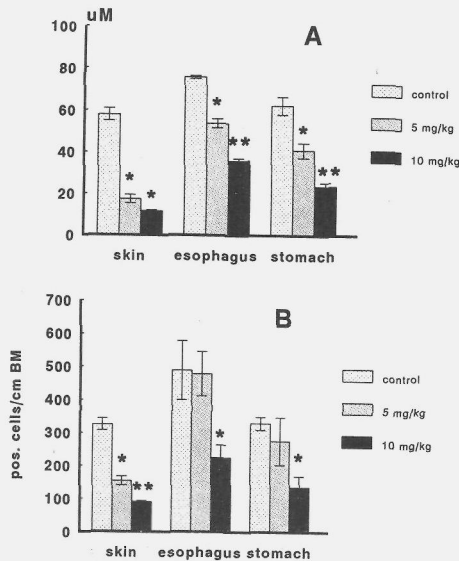 uM
A
100
80
60
40
20
0
* * * ** * **
control
5 mg/kg
10 mg/kg
skin esophagus stomach
B
pos. cells/cm BM
700
600
500
400
300
200
100
0
* ** * *
control
5 mg/kg
10 mg/kg
skin esophagus stomach